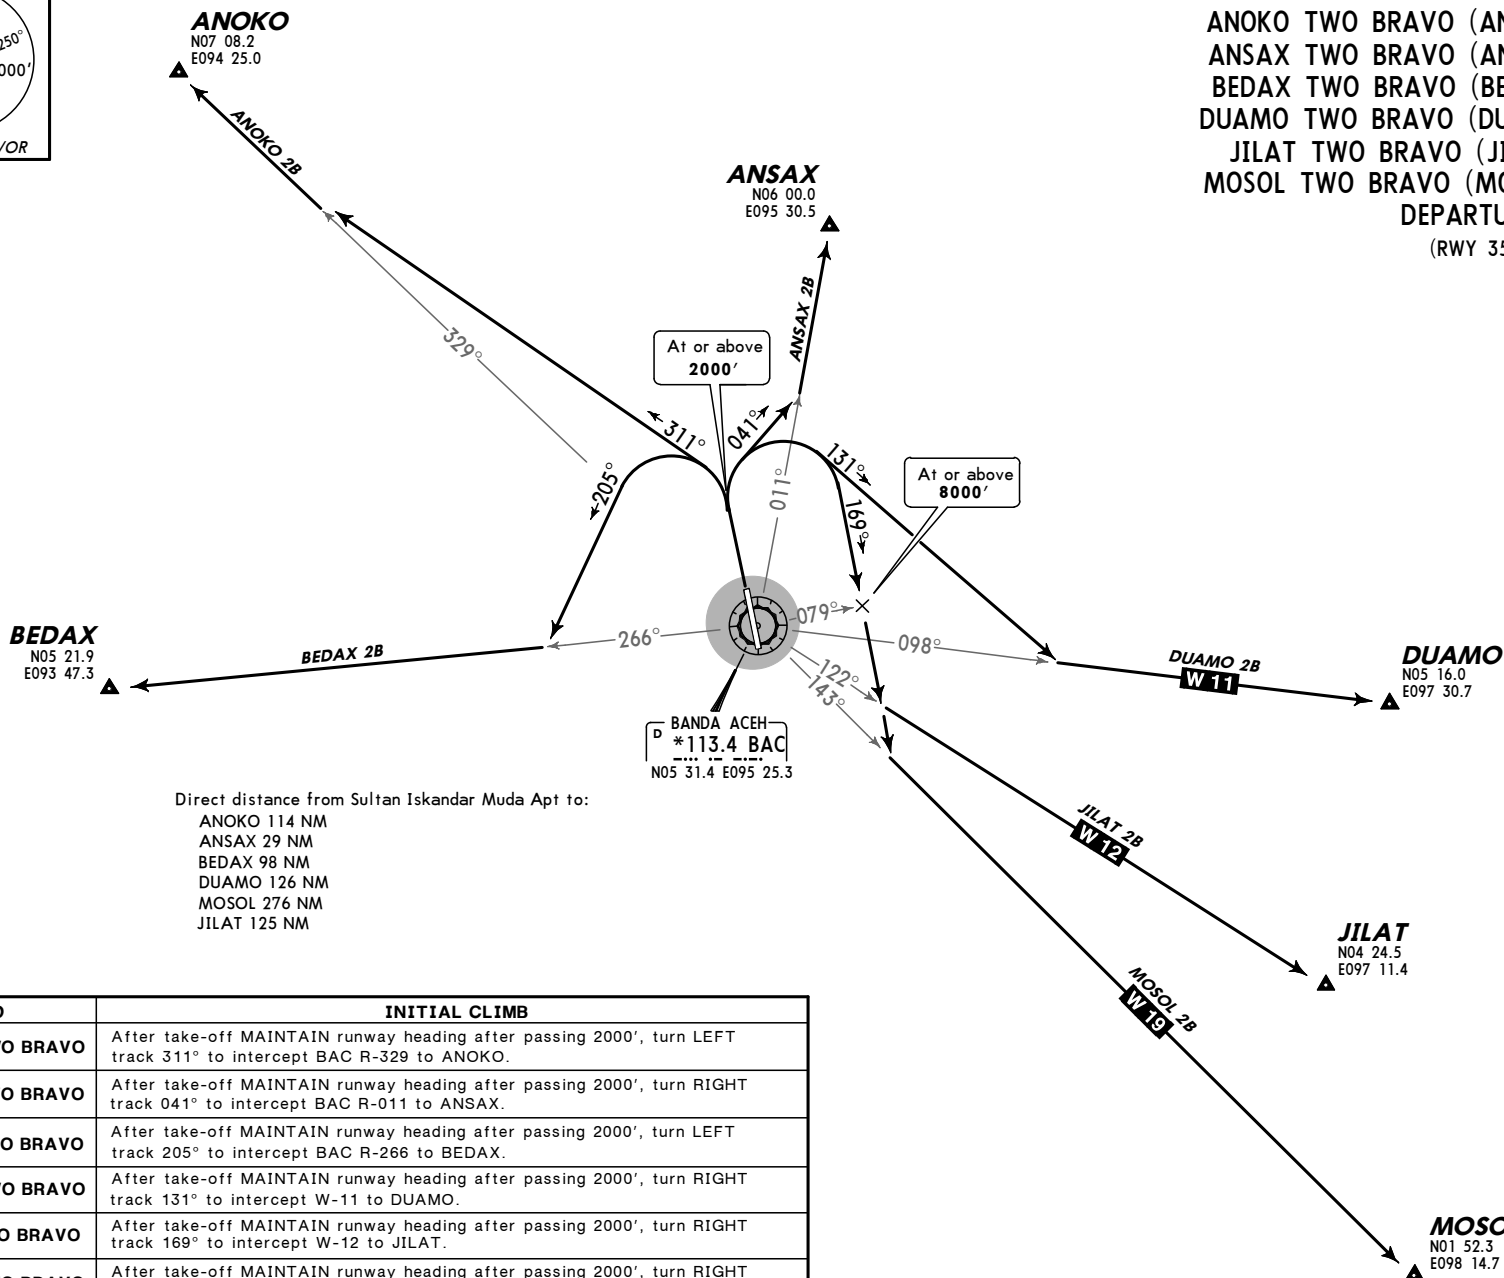 250°
000'
VOR
ANOKO
N07 08.2
E094 25.0
ANOKO TWO BRAVO (AN
ANSAX TWO BRAVO (AN
BEDAX TWO BRAVO (BE
DUAMO TWO BRAVO (DU
JILAT TWO BRAVO (JI
MOSOL TWO BRAVO (MO
DEPARTU
(RWY 35
ANOKO 2B
ANSAX
N06 00.0
E095 30.5
ANSAX 2B
329°
At or above
2000'
311°
041°
131°
205°
011°
169°
At or above
8000'
079°
266°
098°
BEDAX
N05 21.9
E093 47.3
BEDAX 2B
122°
143°
DUAMO 2B
W 11
DUAMO
N05 16.0
E097 30.7
BANDA ACEH
D *113.4 BAC
N05 31.4 E095 25.3
Direct distance from Sultan Iskandar Muda Apt to:
ANOKO 114 NM
ANSAX 29 NM
BEDAX 98 NM
DUAMO 126 NM
MOSOL 276 NM
JILAT 125 NM
JILAT 2B
W 12
JILAT
N04 24.5
E097 11.4
MOSOL 2B
W 19
MOSO
N01 52.3
E098 14.7
INITIAL CLIMB
O BRAVO After take-off MAINTAIN runway heading after passing 2000', turn LEFT
track 311° to intercept BAC R-329 to ANOKO.
O BRAVO After take-off MAINTAIN runway heading after passing 2000', turn RIGHT
track 041° to intercept BAC R-011 to ANSAX.
O BRAVO After take-off MAINTAIN runway heading after passing 2000', turn LEFT
track 205° to intercept BAC R-266 to BEDAX.
O BRAVO After take-off MAINTAIN runway heading after passing 2000', turn RIGHT
track 131° to intercept W-11 to DUAMO.
O BRAVO After take-off MAINTAIN runway heading after passing 2000', turn RIGHT
track 169° to intercept W-12 to JILAT.
After take-off MAINTAIN runway heading after passing 2000', turn RIGHT